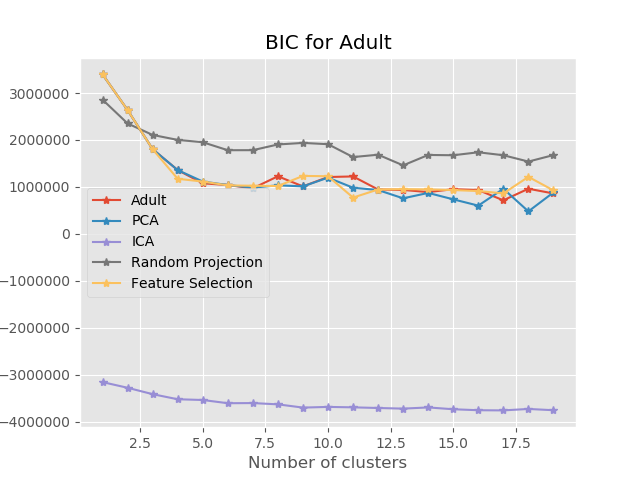 BIC for Adult
3000000
2000000
1000000
0
−1000000
−2000000
−3000000
−4000000
Adult
PCA
ICA
Random Projection
Feature Selection
2.5 5.0 7.5 10.0 12.5 15.0 17.5
Number of clusters